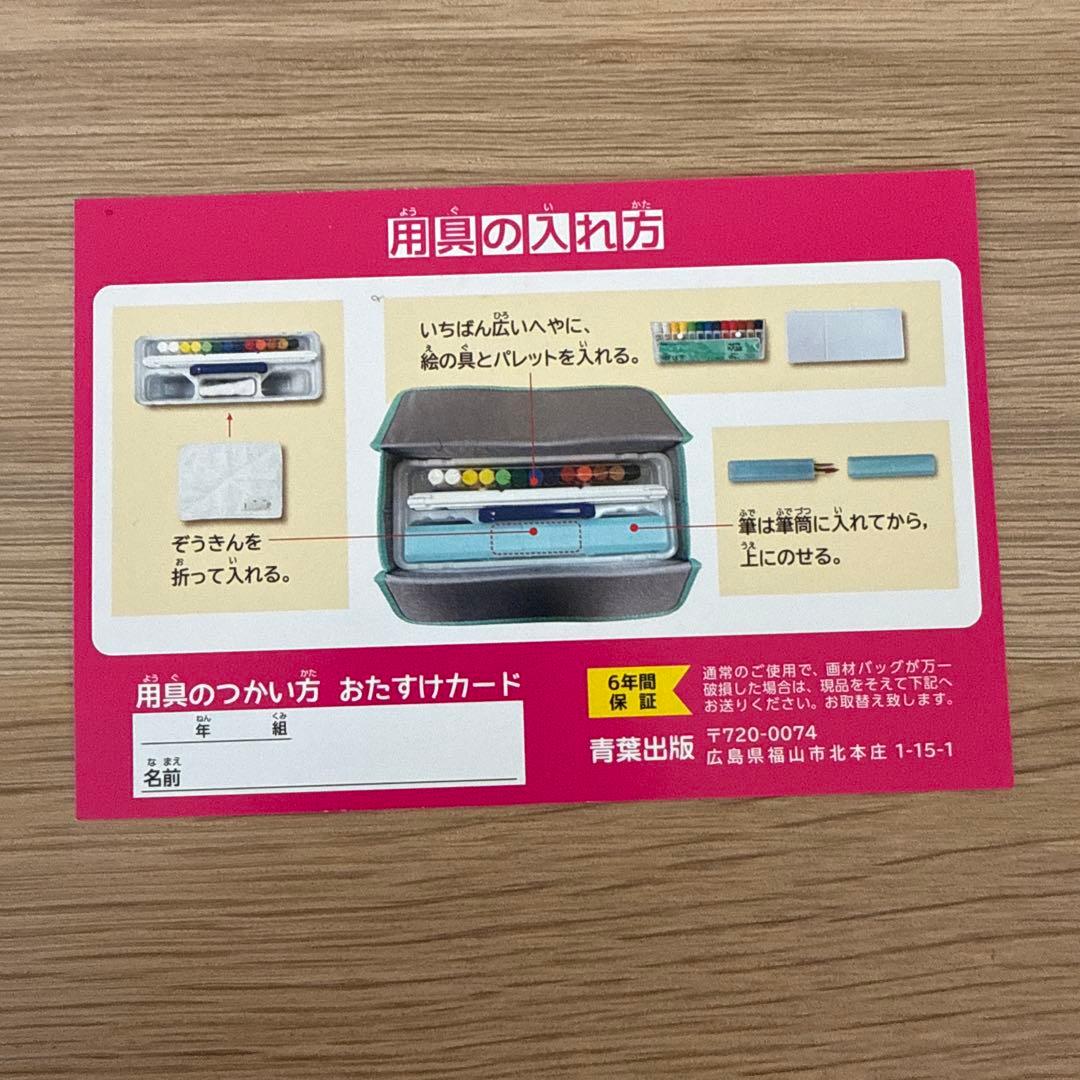 用具の入れ方
いちばん広いへやに、
絵の具とパレットを入れる。
ぞうきんを
折って入れる。
筆は筆筒に入れてから，
上にのせる。
用具のつかい方 おたすけカード
年 組
名前
6年間
保証
通常のご使用で、画材バッグが万一
破損した場合は、現品をそえて下記へ
お送りください。お取替え致します。
青葉出版
〒720-0074
広島県福山市北本庄 1-15-1